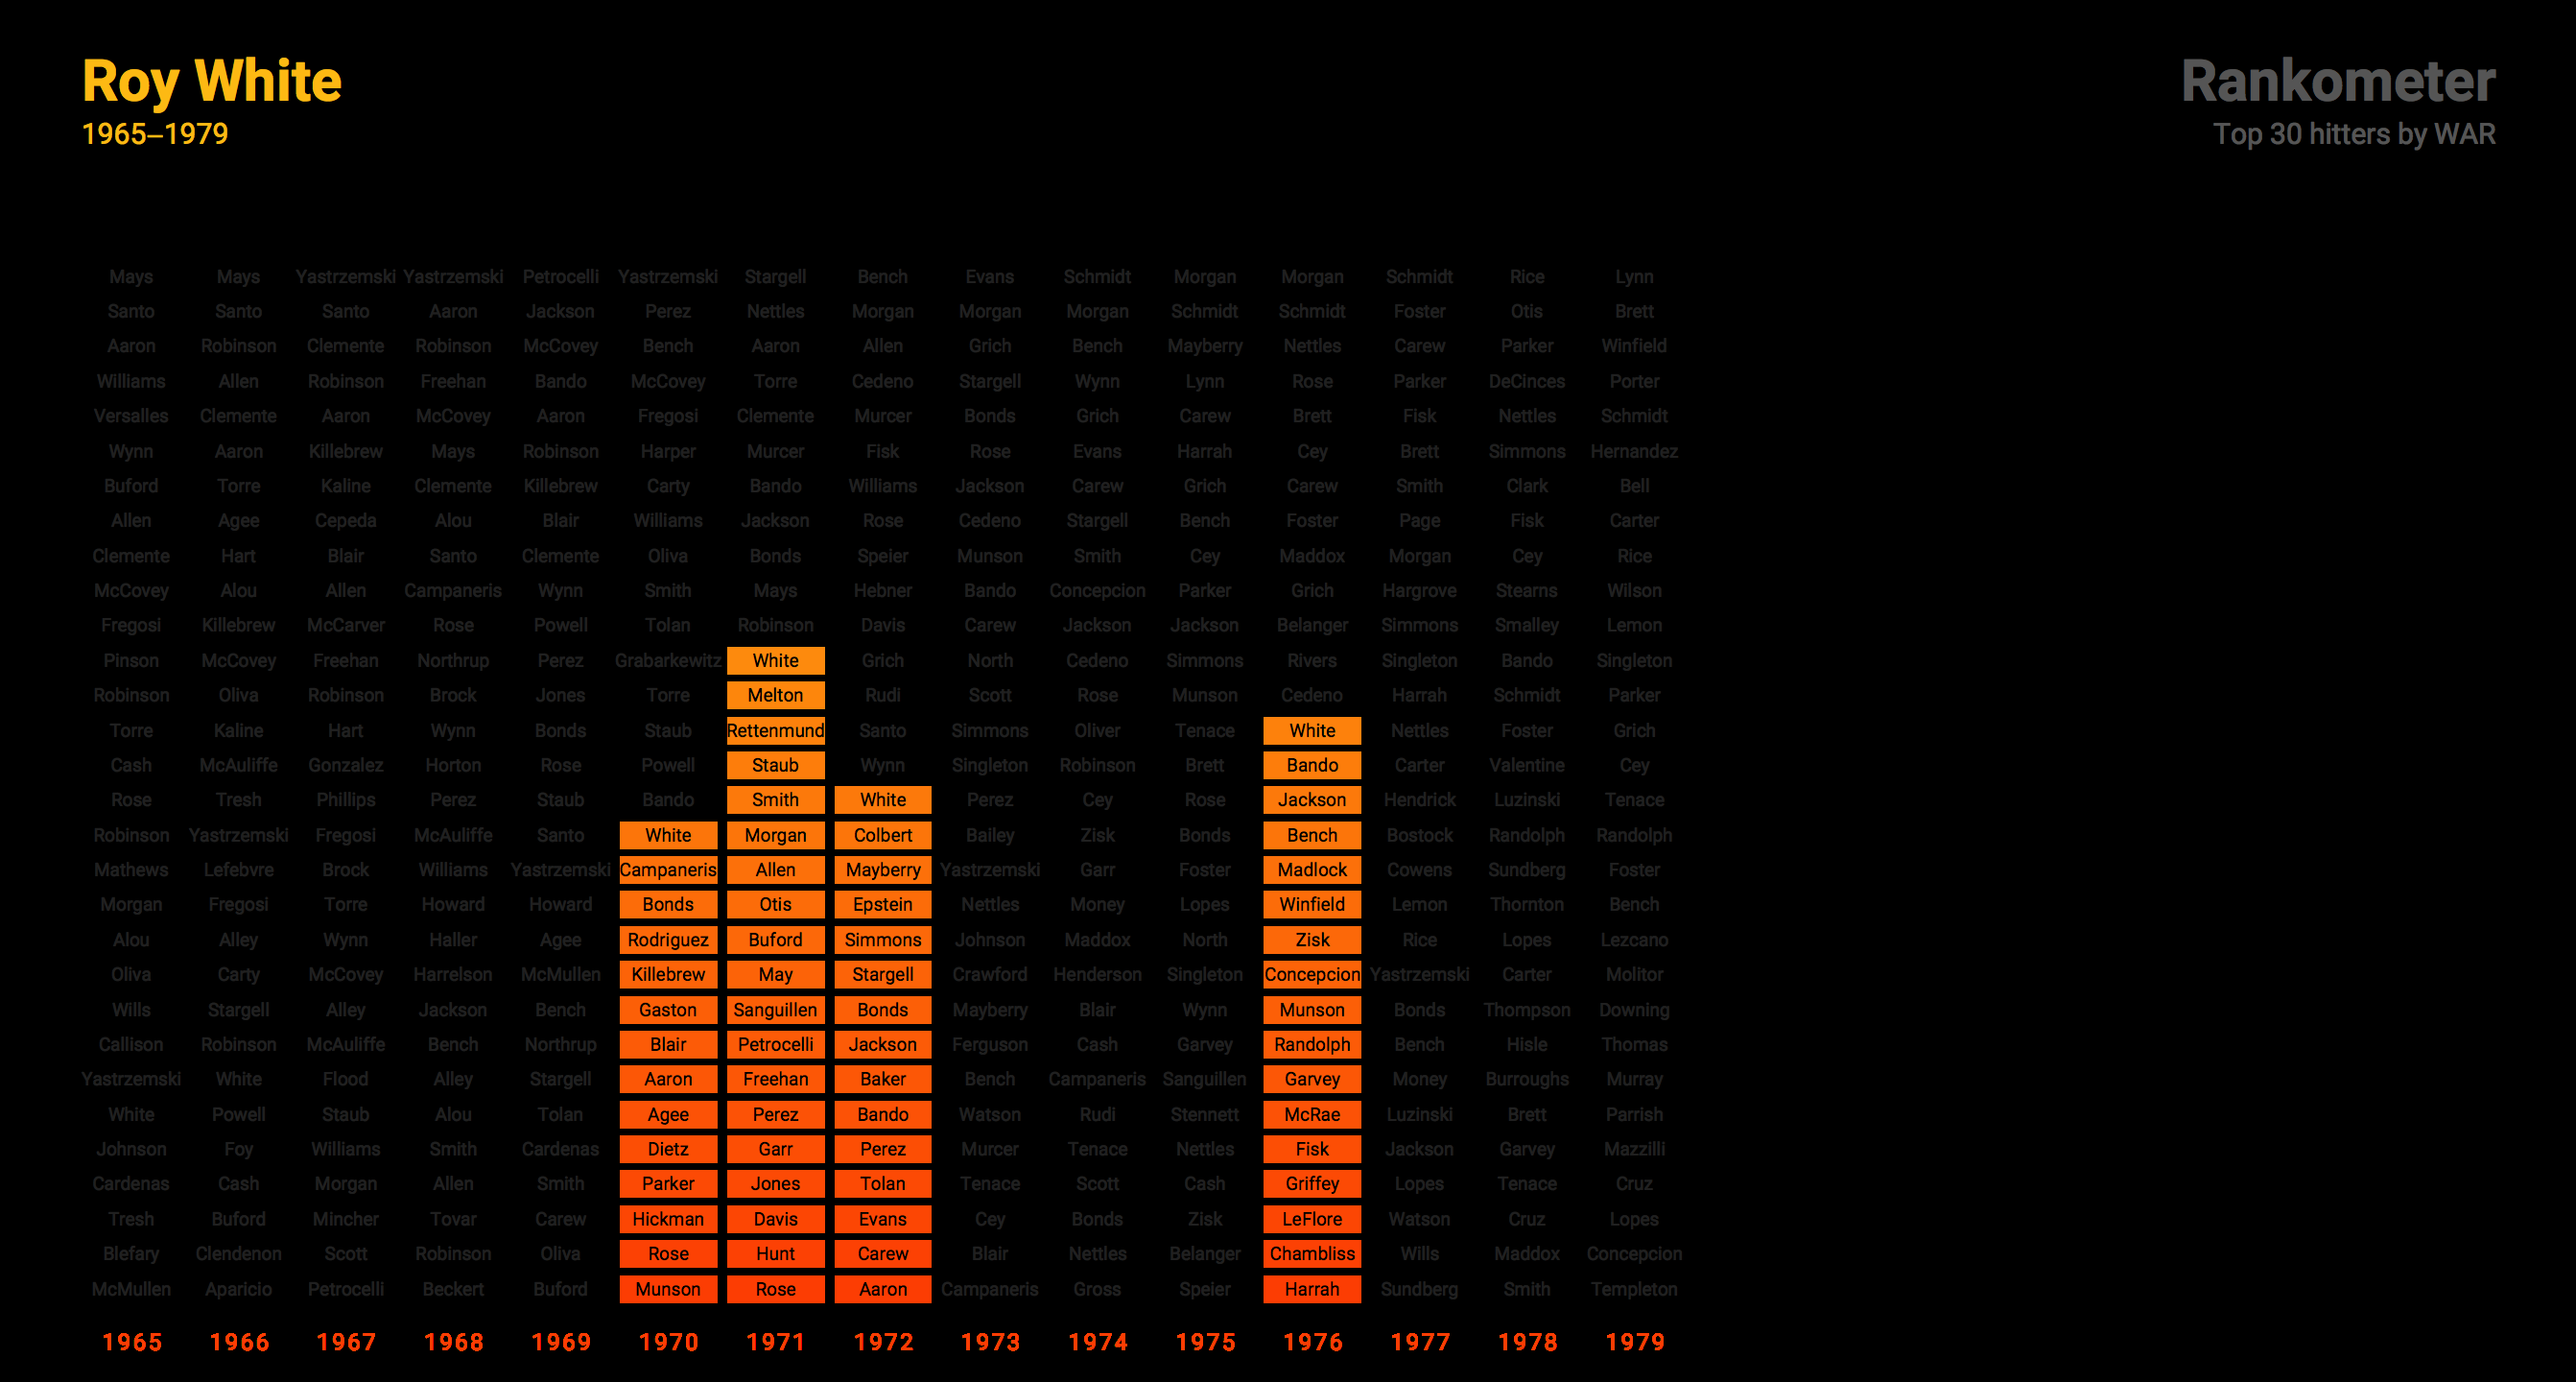 Roy White
1965–1979
Rankometer
Top 30 hitters by WAR
Mays Mays Yastrzemski Yastrzemski Petrocelli Yastrzemski Stargell Bench Evans Schmidt Morgan Morgan Schmidt Rice Lynn
Santo Santo Santo Aaron Jackson Perez Nettles Morgan Morgan Morgan Schmidt Schmidt Foster Otis Brett
Aaron Robinson Clemente Robinson McCovey Bench Aaron Allen Grich Bench Mayberry Nettles Carew Parker Winfield
Williams Allen Robinson Freehan Bando McCovey Torre Cedeno Stargell Wynn Lynn Rose Parker DeCinces Porter
Versalles Clemente Aaron McCovey Aaron Fregosi Clemente Murcer Bonds Grich Carew Brett Fisk Nettles Schmidt
Wynn Aaron Killebrew Mays Robinson Harper Murcer Fisk Rose Evans Harrah Cey Brett Simmons Hernandez
Buford Torre Kaline Clemente Killebrew Carty Bando Williams Jackson Carew Grich Carew Smith Clark Bell
Allen Agee Cepeda Alou Blair Williams Jackson Rose Cedeno Stargell Bench Foster Page Fisk Carter
Clemente Hart Blair Santo Clemente Oliva Bonds Speier Munson Smith Cey Maddox Morgan Cey Rice
McCovey Alou Allen Campaneris Wynn Smith Mays Hebner Bando Concepcion Parker Grich Hargrove Stearns Wilson
Fregosi Killebrew McCarver Rose Powell Tolan Robinson Davis Carew Jackson Jackson Belanger Simmons Smalley Lemon
Pinson McCovey Freehan Northrup Perez Grabarkewitz White Grich North Cedeno Simmons Rivers Singleton Bando Singleton
Robinson Oliva Robinson Brock Jones Torre Melton Rudi Scott Rose Munson Cedeno Harrah Schmidt Parker
Torre Kaline Hart Wynn Bonds Staub Rettenmund Santo Simmons Oliver Tenace White Nettles Foster Grich
Cash McAuliffe Gonzalez Horton Rose Powell Staub Wynn Singleton Robinson Brett Bando Carter Valentine Cey
Rose Tresh Phillips Perez Staub Bando Smith White Perez Cey Rose Jackson Hendrick Luzinski Tenace
Robinson Yastrzemski Fregosi McAuliffe Santo White Morgan Colbert Bailey Zisk Bonds Bench Bostock Randolph Randolph
Mathews Lefebvre Brock Williams Yastrzemski Campaneris Allen Mayberry Yastrzemski Garr Foster Madlock Cowens Sundberg Foster
Morgan Fregosi Torre Howard Howard Bonds Otis Epstein Nettles Money Lopes Winfield Lemon Thornton Bench
Alou Alley Wynn Haller Agee Rodriguez Buford Simmons Johnson Maddox North Zisk Rice Lopes Lezcano
Oliva Carty McCovey Harrelson McMullen Killebrew May Stargell Crawford Henderson Singleton Concepcion Yastrzemski Carter Molitor
Wills Stargell Alley Jackson Bench Gaston Sanguillen Bonds Mayberry Blair Wynn Munson Bonds Thompson Downing
Callison Robinson McAuliffe Bench Northrup Blair Petrocelli Jackson Ferguson Cash Garvey Randolph Bench Hisle Thomas
Yastrzemski White Flood Alley Stargell Aaron Freehan Baker Bench Campaneris Sanguillen Garvey Money Burroughs Murray
White Powell Staub Alou Tolan Agee Perez Bando Watson Rudi Stennett McRae Luzinski Brett Parrish
Johnson Foy Williams Smith Cardenas Dietz Garr Perez Murcer Tenace Nettles Fisk Jackson Garvey Mazzilli
Cardenas Cash Morgan Allen Smith Parker Jones Tolan Tenace Scott Cash Griffey Lopes Tenace Cruz
Tresh Buford Mincher Tovar Carew Hickman Davis Evans Cey Bonds Zisk LeFlore Watson Cruz Lopes
Blefary Clendenon Scott Robinson Oliva Rose Hunt Carew Blair Nettles Belanger Chambliss Wills Maddox Concepcion
McMullen Aparicio Petrocelli Beckert Buford Munson Rose Aaron Campaneris Gross Speier Harrah Sundberg Smith Templeton
1965 1966 1967 1968 1969 1970 1971 1972 1973 1974 1975 1976 1977 1978 1979